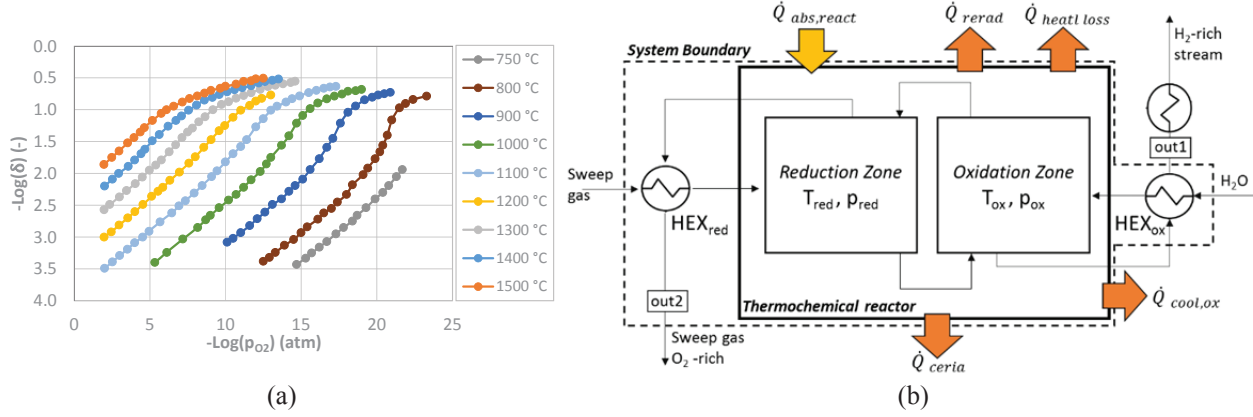 0.0
0.5
1.0
1.5
2.0
2.5
3.0
3.5
4.0
-Log(δ) (-)
0
5
10
15
20
25
-Log(pO2) (atm)
750 °C
800 °C
900 °C
1000 °C
1100 °C
1200 °C
1300 °C
1400 °C
1500 °C
(a)
Q̇ abs,react
Q̇ rerad
Q̇ heatl loss
H2-rich
stream
System Boundary
Thermochemical reactor
out1
Reduction Zone
Tred, pred
Oxidation Zone
Tox, pox
Sweep
gas
HEXred
H2O
HEXox
out2
Thermochemical reactor
Q̇ cool,ox
Sweep gas
O2 -rich
Q̇ ceria
(b)